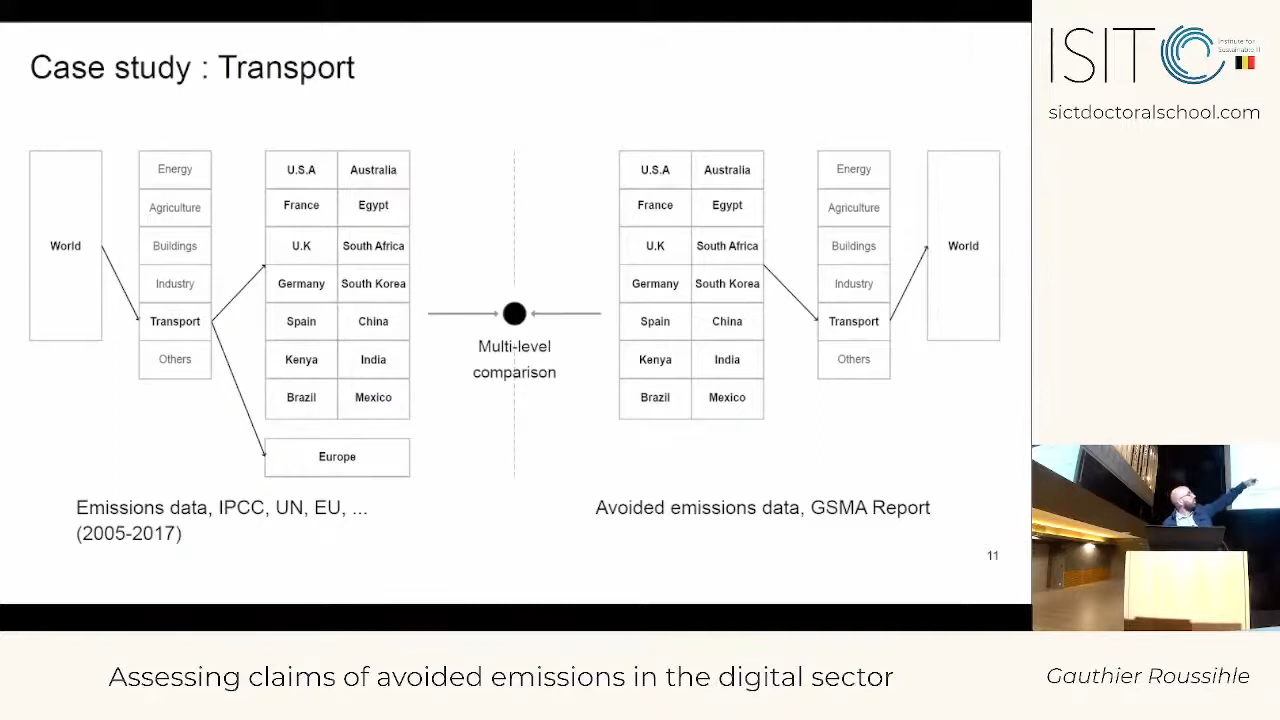 Case study : Transport
World
Energy
Agriculture
Buildings
Industry
Transport
Others
U.S.A Australia
France Egypt
U.K South Africa
Germany South Korea
Spain China
Kenya India
Brazil Mexico
Europe
Multi-level
comparison
U.S.A Australia
France Egypt
U.K South Africa
Germany South Korea
Spain China
Kenya India
Brazil Mexico
Energy
Agriculture
Buildings
Industry
Transport
Others
World
Emissions data, IPCC, UN, EU, ...
(2005-2017)
Avoided emissions data, GSMA Report
11
ISIT
Institute for
Sustainable IT
sictdoctoralschool.com
Assessing claims of avoided emissions in the digital sector
Gauthier Roussihle